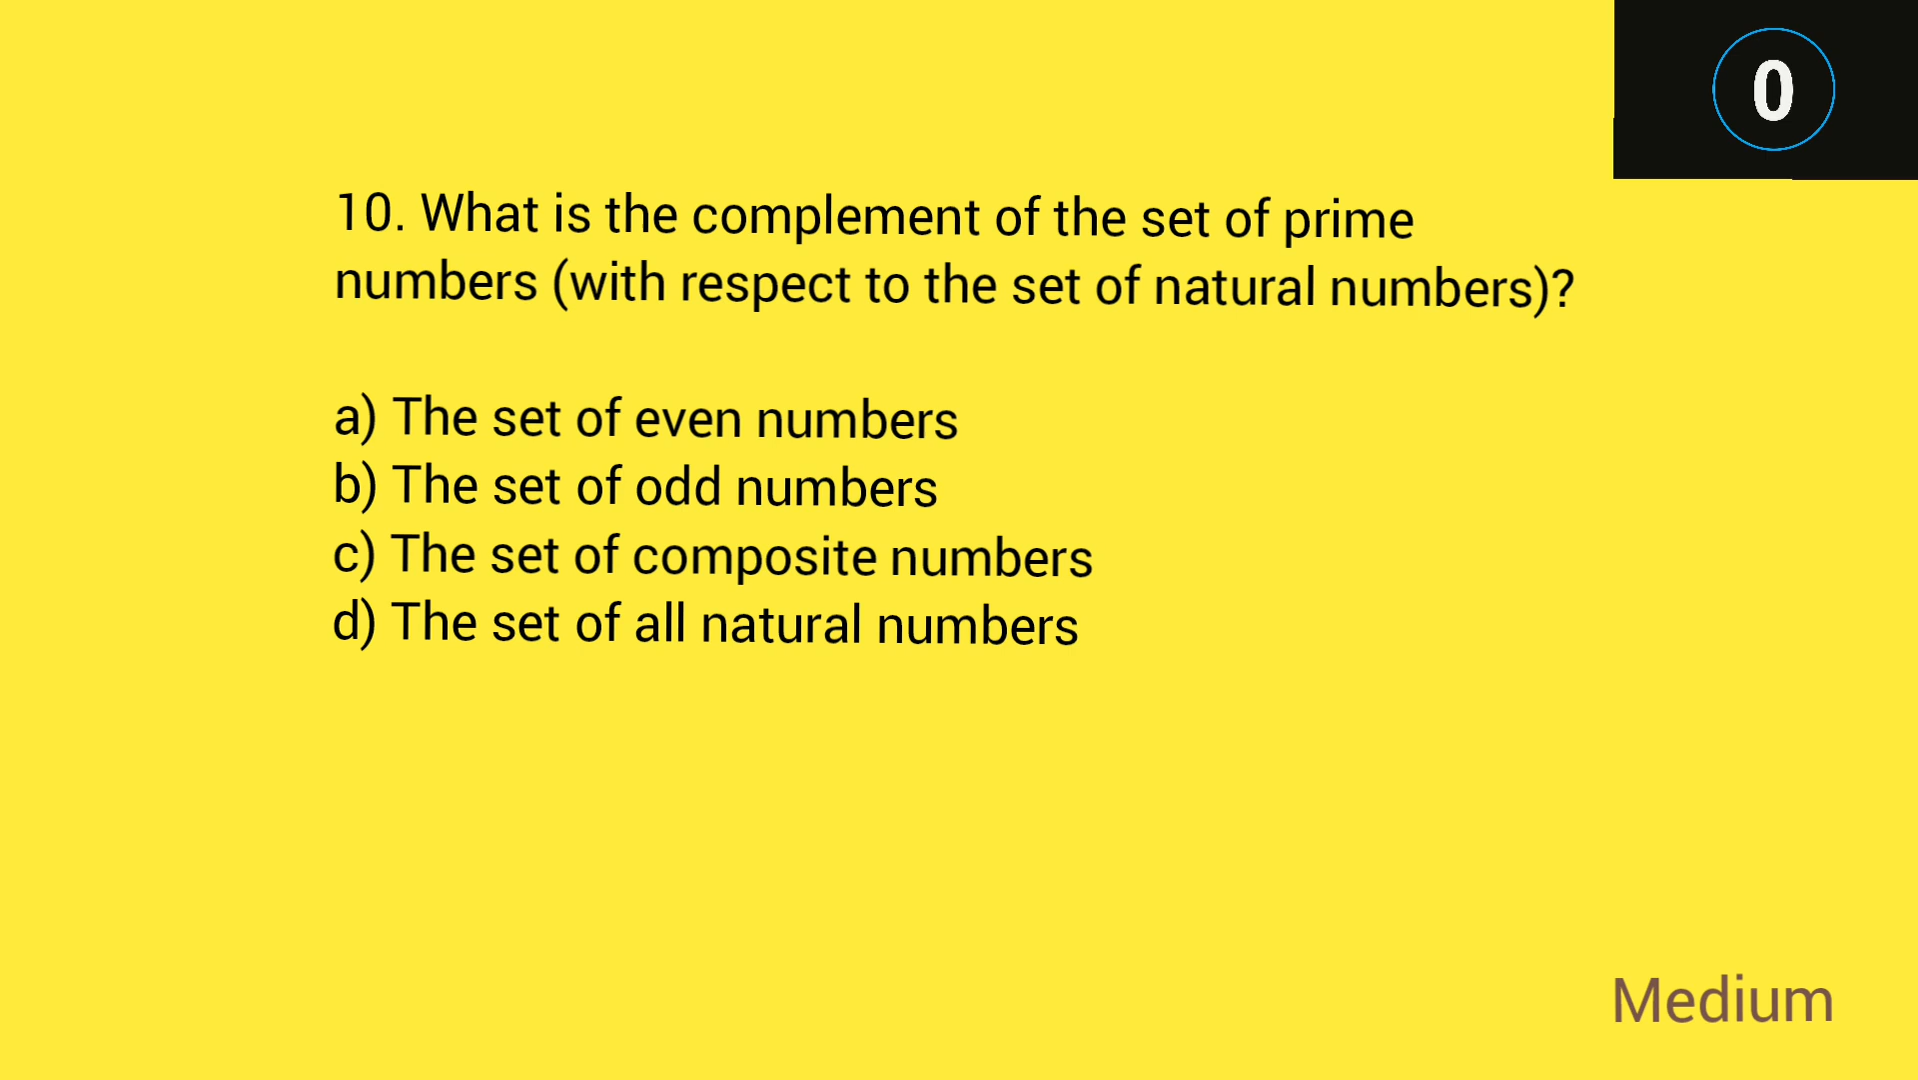 0
10. What is the complement of the set of prime
numbers (with respect to the set of natural numbers)?
a) The set of even numbers
b) The set of odd numbers
c) The set of composite numbers
d) The set of all natural numbers
Medium